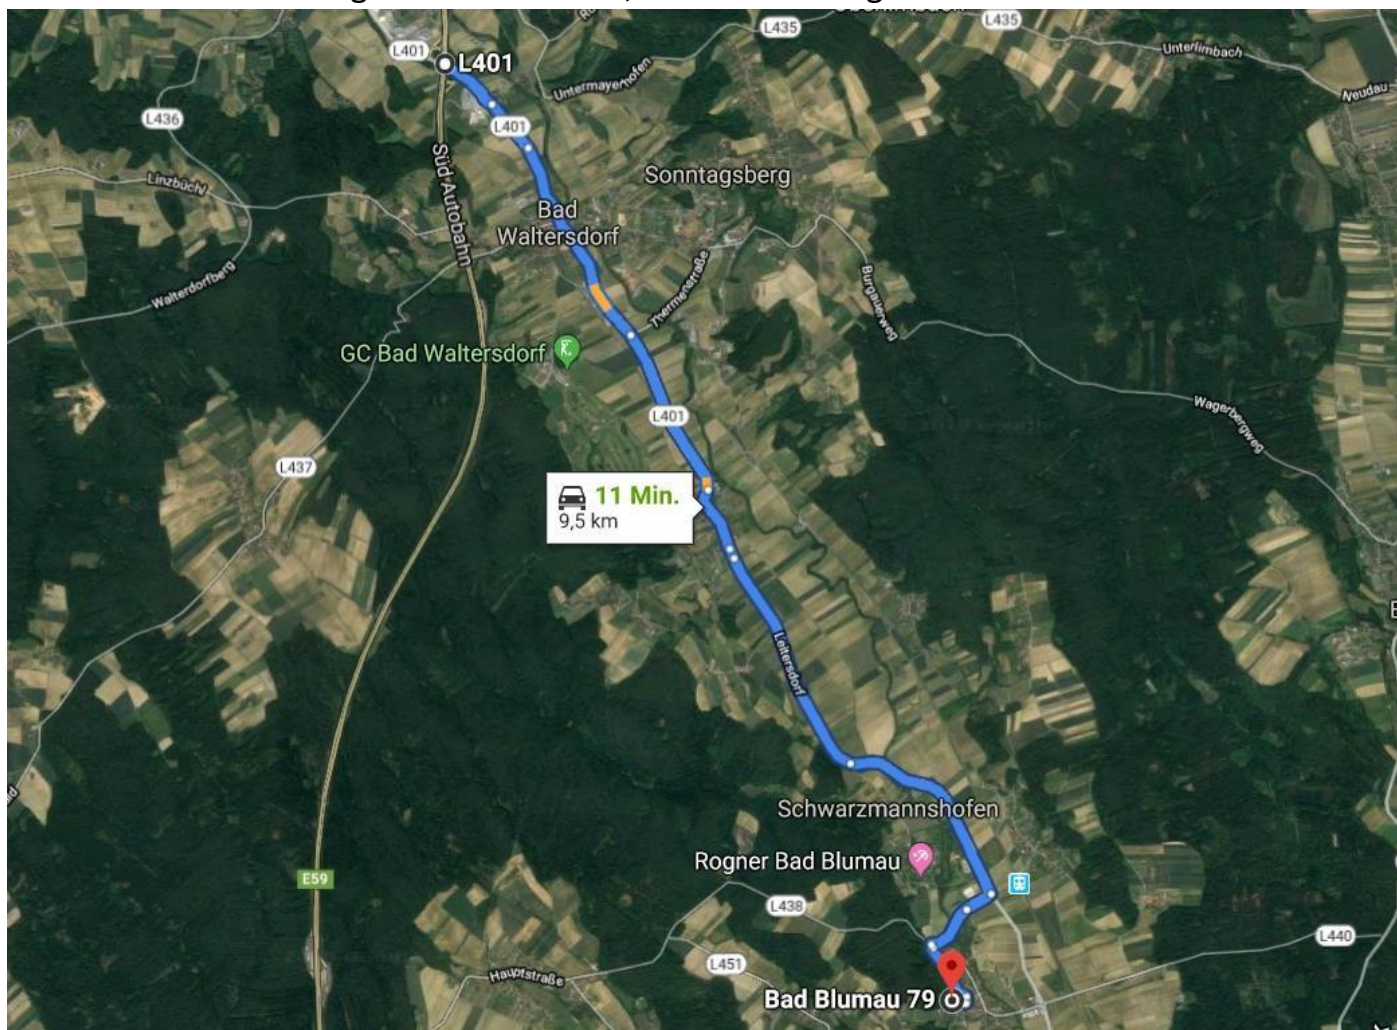 L435
L435
L401
L401
Unterlimbach
Untermayerhofen
Neudau
L436
L401
Süd Autobahn
Linzbüchl
Sonntagsberg
Bad
Waltersdorf
Walterdorfberg
Thermenstraße
Burgauerweg
GC Bad Waltersdorf
L401
Wagerbergweg
L437
11 Min.
9,5 km
Leitersdorf
Schwarzmannshofen
Rogner Bad Blumau
E59
L438
L440
L451
Hauptstraße
Bad Blumau 79